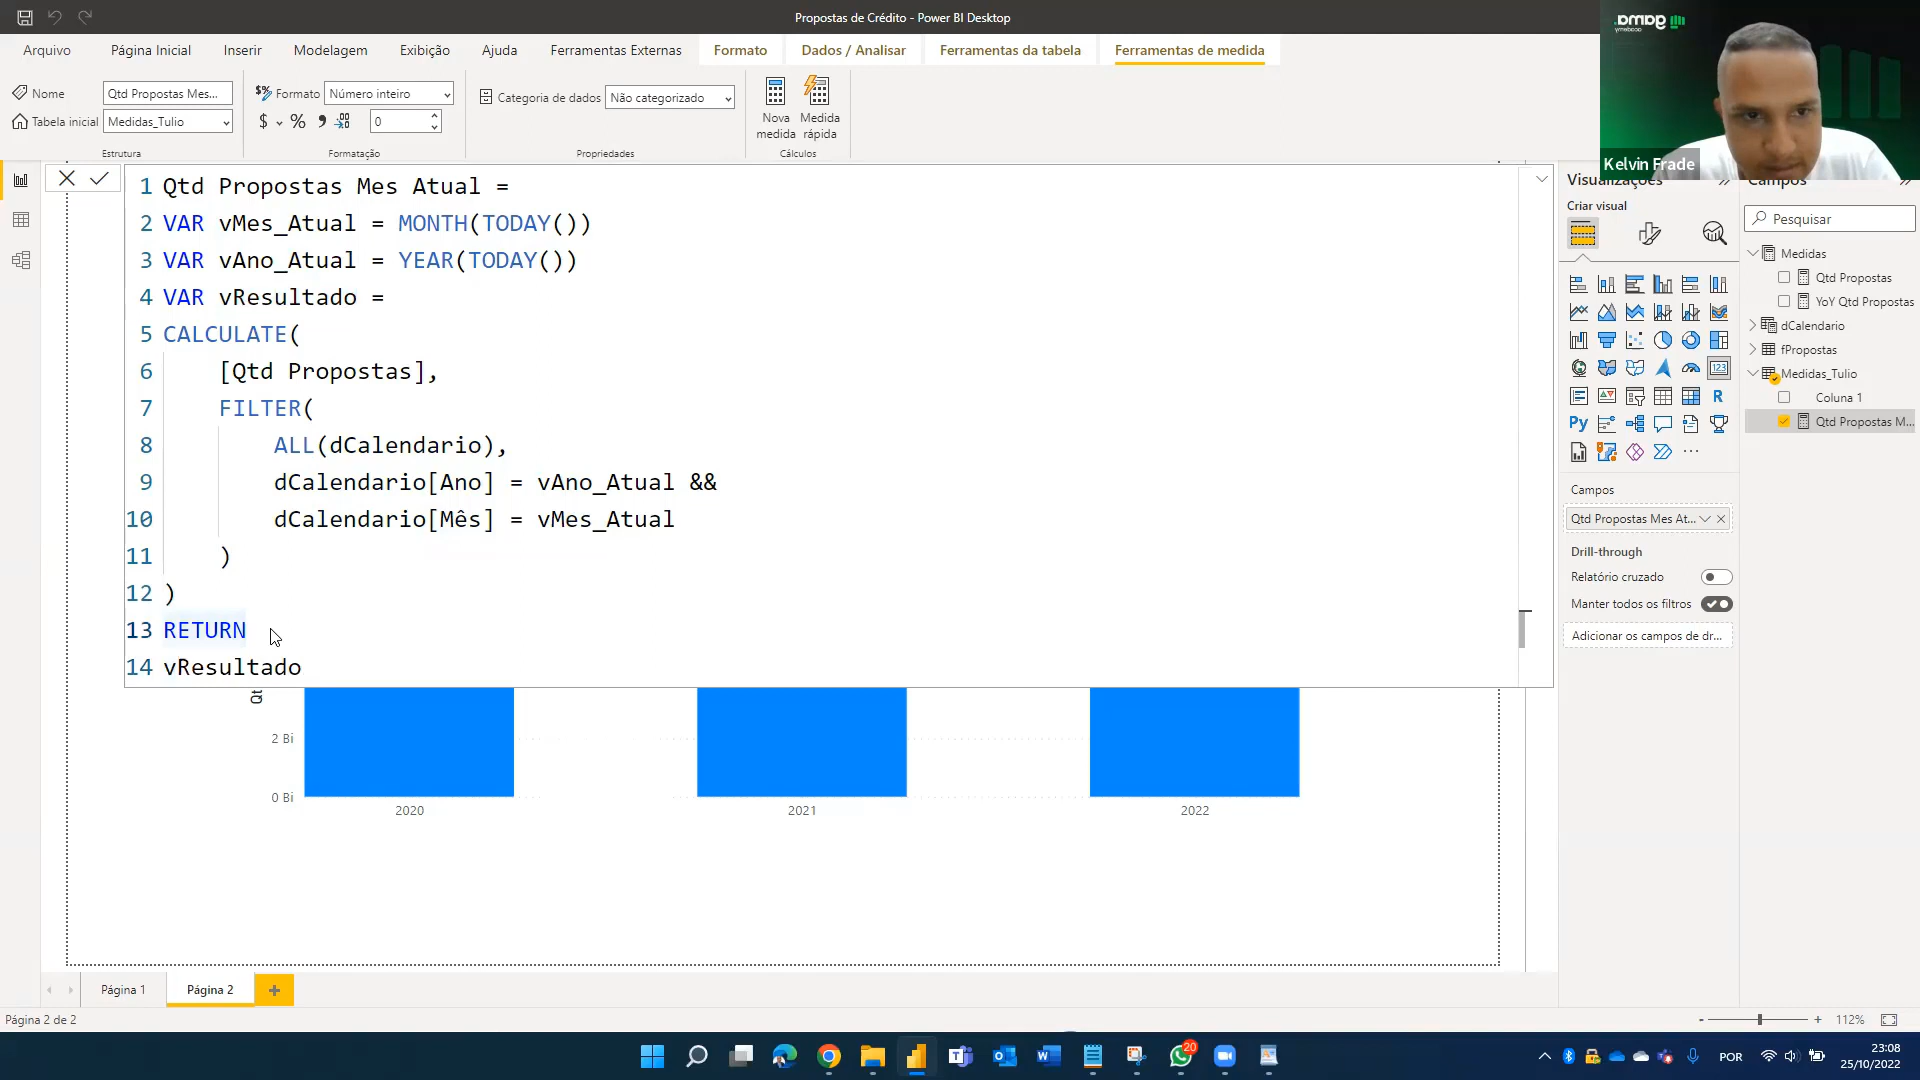 Propostas de Crédito - Power BI Desktop
Arquivo
Página Inicial
Inserir
Modelagem
Exibição
Ajuda
Ferramentas Externas
Formato
Dados / Analisar
Ferramentas da tabela
Ferramentas de medida
Nome
Qtd Propostas Mes...
Tabela inicial
Medidas_Tulio
Estrutura
Formato
Número inteiro
$ % 0
Formatação
Categoria de dados
Não categorizado
Propriedades
Nova medida
Medida rápida
Cálculos
1 Qtd Propostas Mes Atual =
2 VAR vMes_Atual = MONTH(TODAY())
3 VAR vAno_Atual = YEAR(TODAY())
4 VAR vResultado =
5 CALCULATE(
6 [Qtd Propostas],
7 FILTER(
8 ALL(dCalendario),
9 dCalendario[Ano] = vAno_Atual &&
10 dCalendario[Mês] = vMes_Atual
11 )
12 )
13 RETURN
14 vResultado
Qt
2 Bi
0 Bi
2020
2021
2022
gama
academy
Kelvin Frade
Visualizações
Criar visual
123
R
Py
Campos
Qtd Propostas Mes At...
Drill-through
Relatório cruzado
Manter todos os filtros
Adicionar os campos de dr...
Campos
Pesquisar
Medidas
Qtd Propostas
YoY Qtd Propostas
dCalendario
fPropostas
Medidas_Tulio
Coluna 1
Qtd Propostas M...
Página 1
Página 2
+
Página 2 de 2
- + 112%
20
POR
23:08
25/10/2022